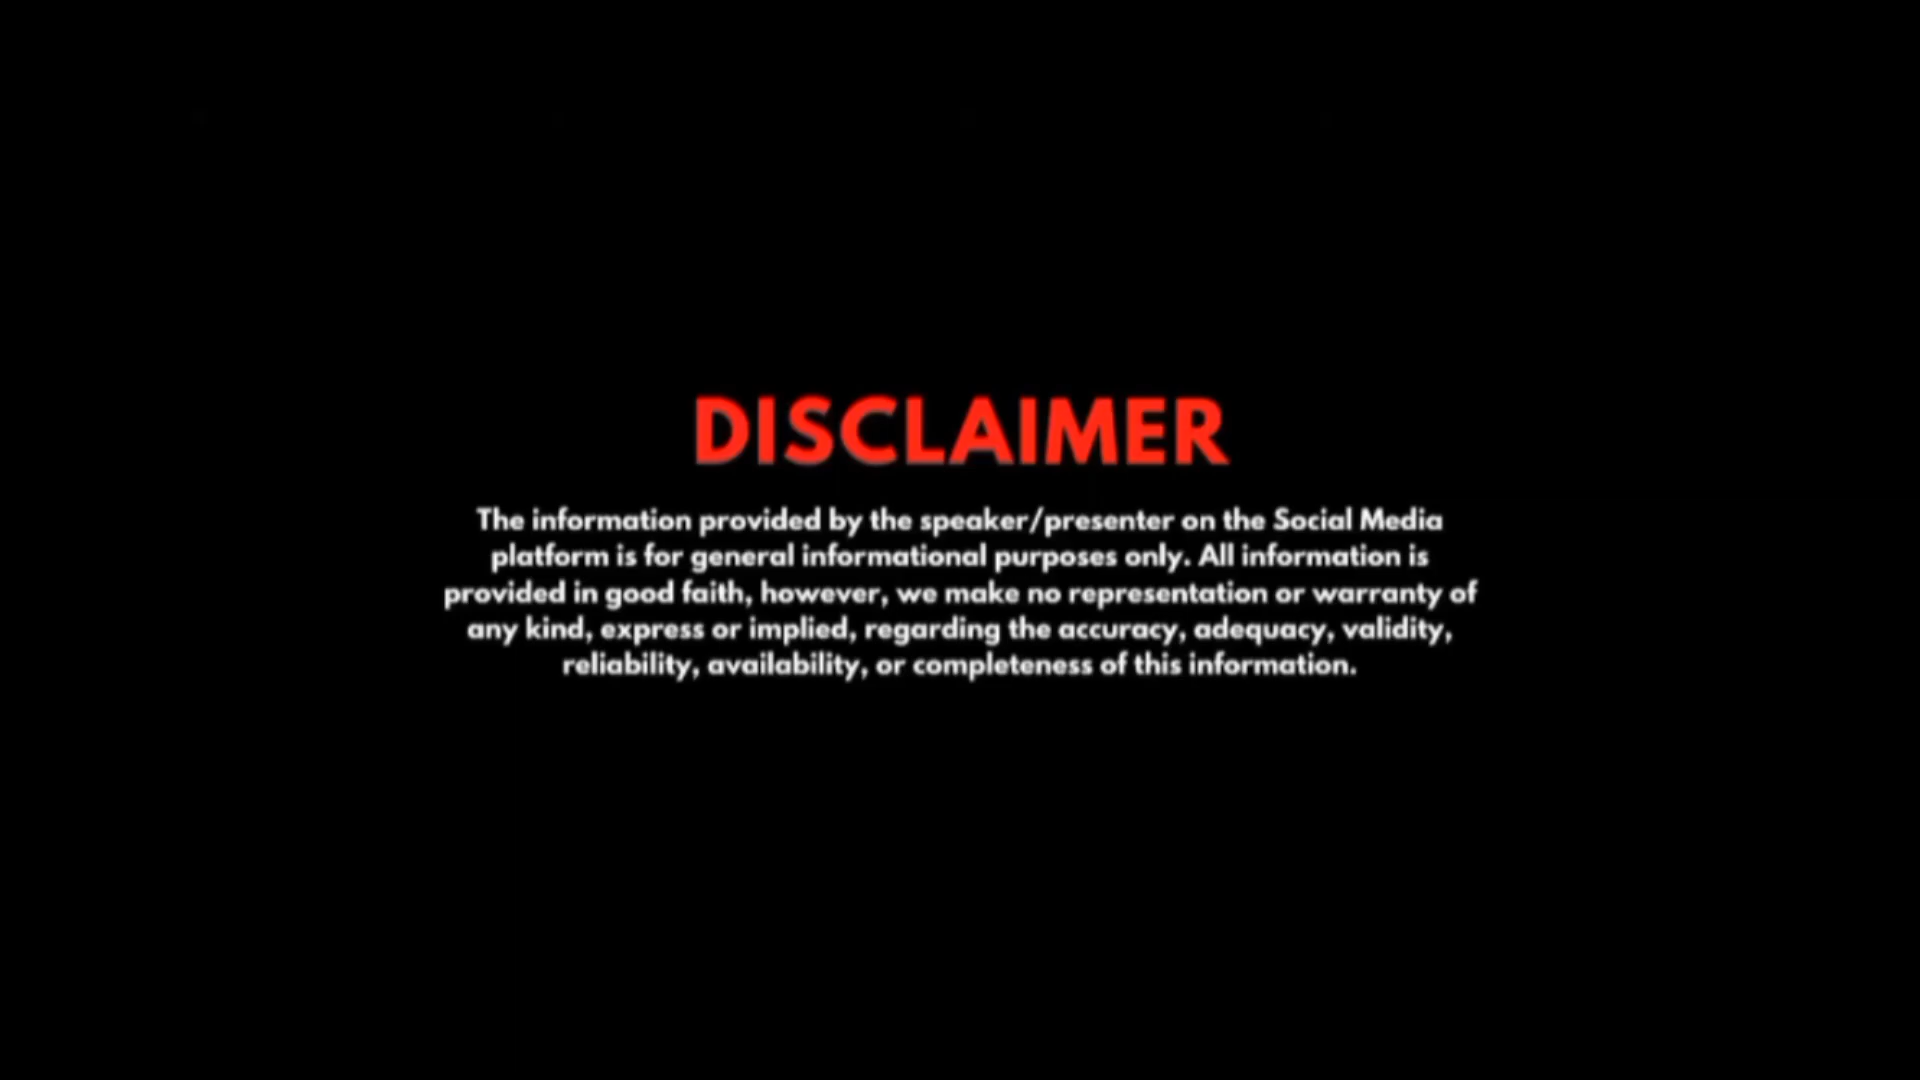 DISCLAIMER
The information provided by the speaker/presenter on the Social Media
platform is for general informational purposes only. All information is
provided in good faith, however, we make no representation or warranty of
any kind, express or implied, regarding the accuracy, adequacy, validity,
reliability, availability, or completeness of this information.